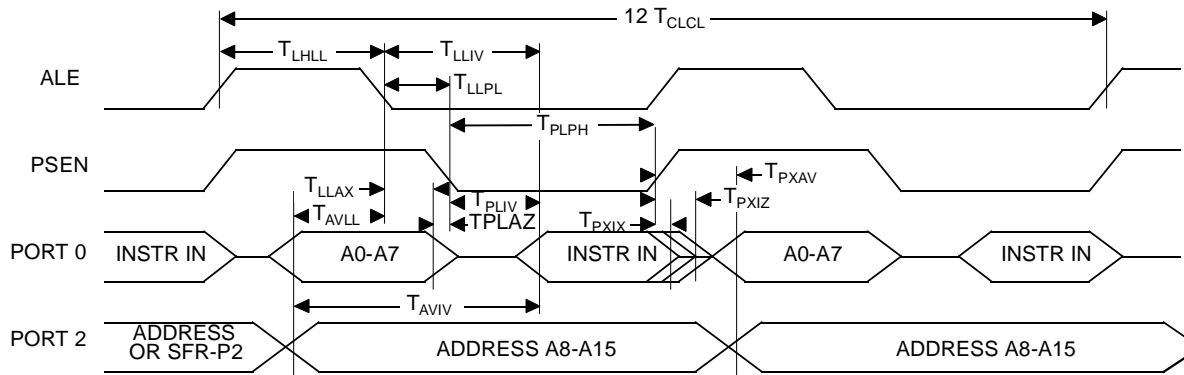 12 TCLCL
TLHLL TLLIV
ALE
TLLPL
TPLPH
PSEN
TLLAX TPXAV
TPLIV TPXIZ
TAVLL TPLAZ TPXIX
PORT 0 INSTR IN A0-A7 INSTR IN A0-A7 INSTR IN
TAVIV
PORT 2 ADDRESS OR SFR-P2 ADDRESS A8-A15 ADDRESS A8-A15